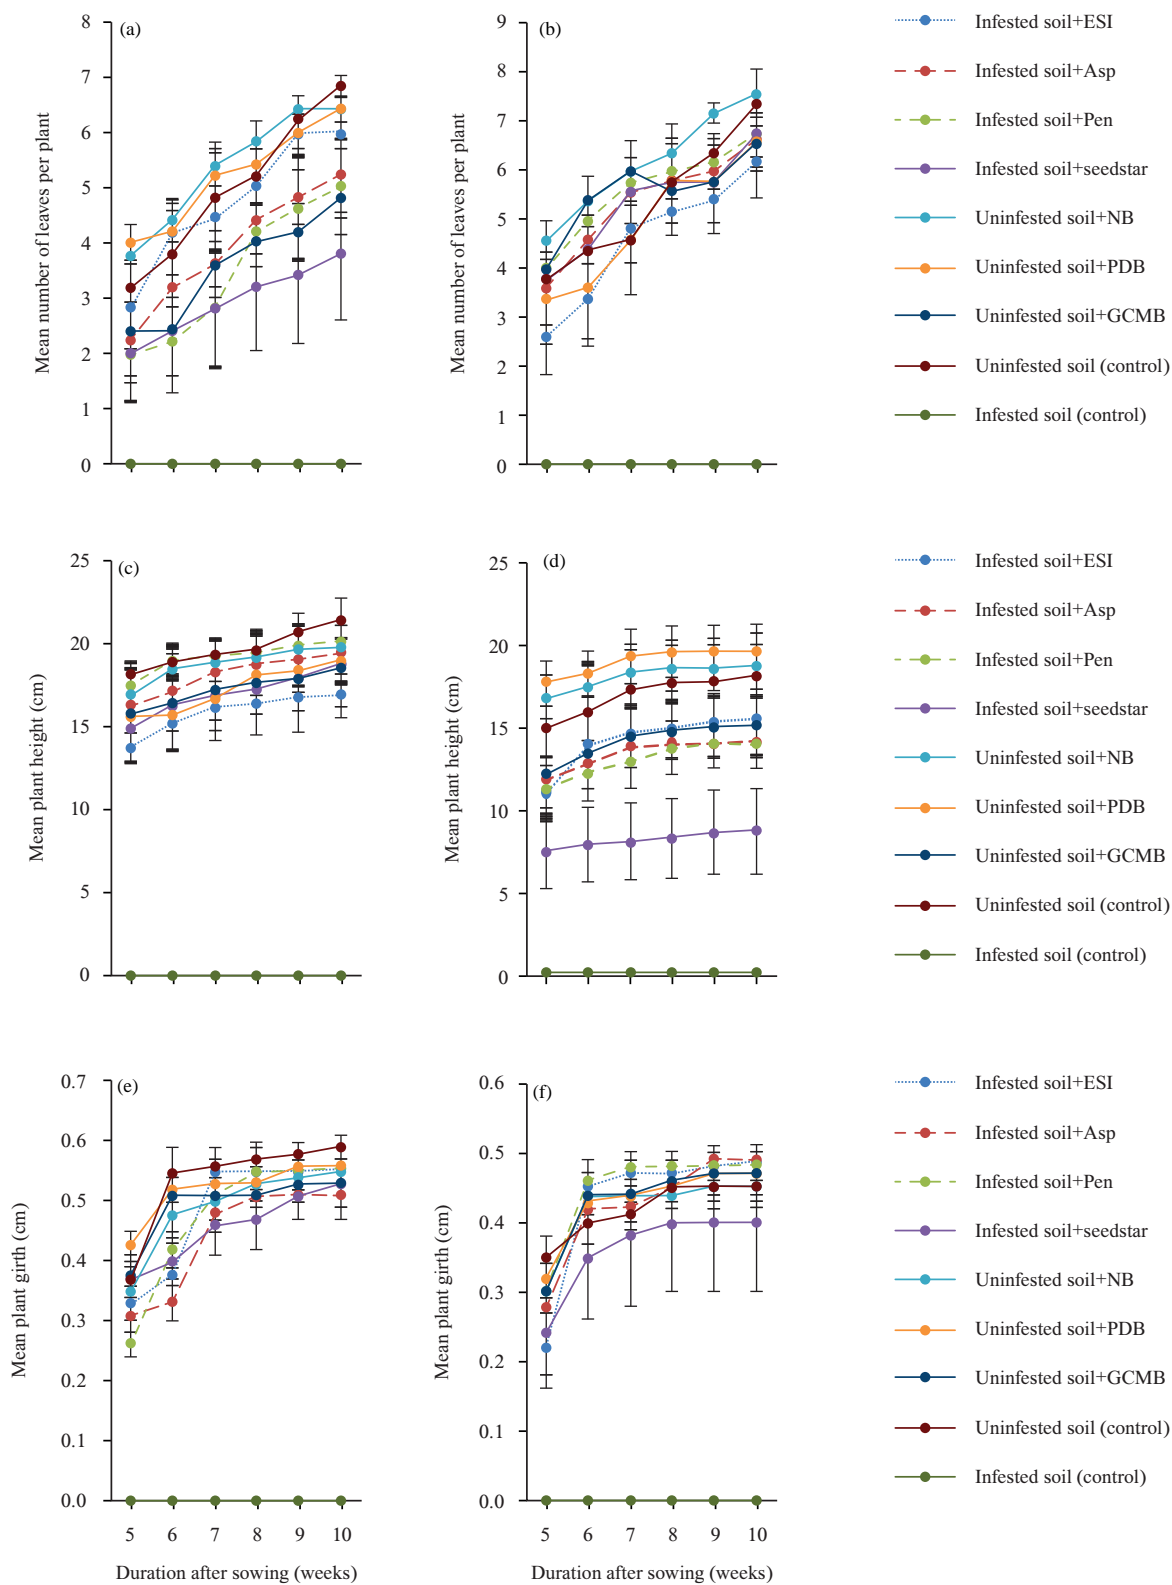 (a)
Mean number of leaves per plant
8
7
6
5
4
3
2
1
0
(b)
Mean number of leaves per plant
9
8
7
6
5
4
3
2
1
0
Infested soil+ESI
Infested soil+Asp
Infested soil+Pen
Infested soil+seedstar
Uninfested soil+NB
Uninfested soil+PDB
Uninfested soil+GCMB
Uninfested soil (control)
Infested soil (control)
(c)
Mean plant height (cm)
25
20
15
10
5
0
(d)
Mean plant height (cm)
25
20
15
10
5
0
Infested soil+ESI
Infested soil+Asp
Infested soil+Pen
Infested soil+seedstar
Uninfested soil+NB
Uninfested soil+PDB
Uninfested soil+GCMB
Uninfested soil (control)
Infested soil (control)
(e)
Mean plant girth (cm)
0.7
0.6
0.5
0.4
0.3
0.2
0.1
0.0
5 6 7 8 9 10
Duration after sowing (weeks)
(f)
Mean plant girth (cm)
0.6
0.5
0.4
0.3
0.2
0.1
0.0
5 6 7 8 9 10
Duration after sowing (weeks)
Infested soil+ESI
Infested soil+Asp
Infested soil+Pen
Infested soil+seedstar
Uninfested soil+NB
Uninfested soil+PDB
Uninfested soil+GCMB
Uninfested soil (control)
Infested soil (control)